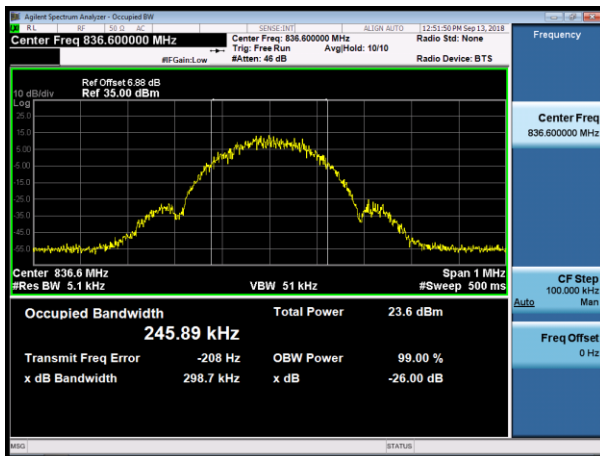 Agilent Spectrum Analyzer - Occupied BW
RL RF 50 Ω AC SENSE:INT ALIGN AUTO 12:51:50 PM Sep 13, 2018
Center Freq 836.600000 MHz
Center Freq: 836.600000 MHz
Radio Std: None
Trig: Free Run Avg|Hold: 10/10
#IFGain:Low #Atten: 46 dB Radio Device: BTS
Ref Offset 6.88 dB
10 dB/div Ref 35.00 dBm
Log
25.0
15.0
5.00
-5.00
-15.0
-25.0
-35.0
-45.0
-55.0
Center 836.6 MHz Span 1 MHz
#Res BW 5.1 kHz VBW 51 kHz #Sweep 500 ms
Occupied Bandwidth Total Power 23.6 dBm
245.89 kHz
Transmit Freq Error -208 Hz OBW Power 99.00 %
x dB Bandwidth 298.7 kHz x dB -26.00 dB
MSG STATUS
Frequency
Center Freq
836.600000 MHz
CF Step
100.000 kHz
Auto Man
Freq Offset
0 Hz